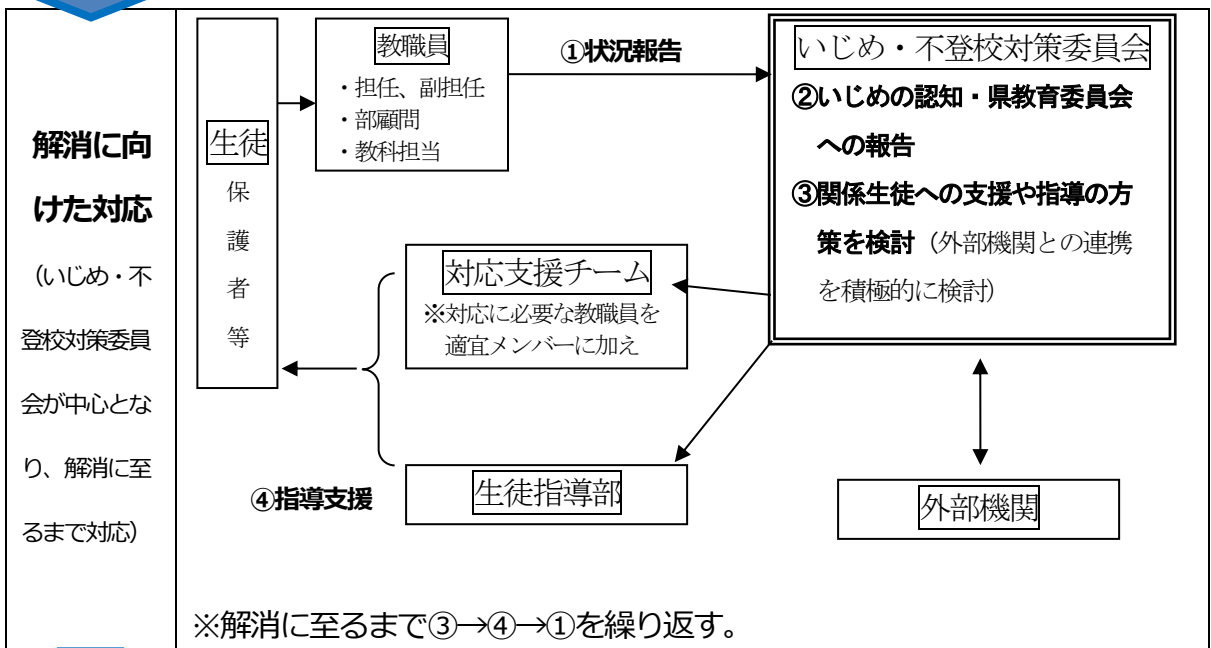 解消に向
けた対応
(いじめ・不
登校対策委員
会が中心とな
り、解消に至
るまで対応)
生徒
保
護
者
等
教職員
・担任、副担任
・部顧問
・教科担当
①状況報告
いじめ・不登校対策委員会
②いじめの認知・県教育委員会
への報告
③関係生徒への支援や指導の方
策を検討（外部機関との連携
を積極的に検討）
対応支援チーム
※対応に必要な教職員を
適宜メンバーに加え
④指導支援
生徒指導部
外部機関
※解消に至るまで③→④→①を繰り返す。